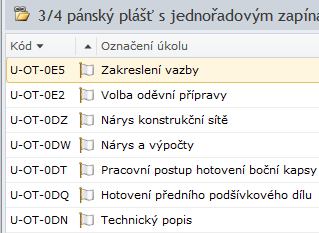 3/4 pánský plášť s jednořadovým zapína
Kód Označení úkolu
U-OT-0E5 Zakreslení vazby
U-OT-0E2 Volba oděvní přípravy
U-OT-0DZ Nárys konstrukční sítě
U-OT-0DW Nárys a výpočty
U-OT-0DT Pracovní postup hotovení boční kapsy
U-OT-0DQ Hotovení předního podšívkového dílu
U-OT-0DN Technický popis